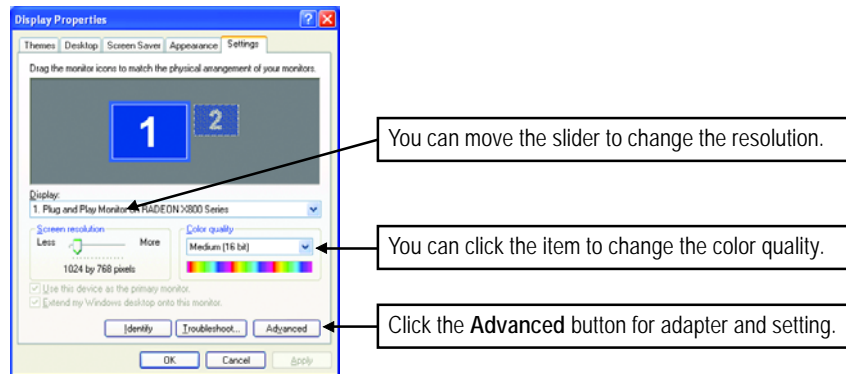 Display Properties
Themes Desktop Screen Saver Appearance Settings
Drag the monitor icons to match the physical arrangement of your monitors.
1 2
You can move the slider to change the resolution.
Display:
1. Plug and Play Monitor on RADEON X800 Series
Screen resolution
Less More
1024 by 768 pixels
Color quality
Medium (16 bit)
You can click the item to change the color quality.
Use this device as the primary monitor.
Extend my Windows desktop onto this monitor.
Identify Troubleshoot... Advanced
Click the Advanced button for adapter and setting.
OK Cancel Apply